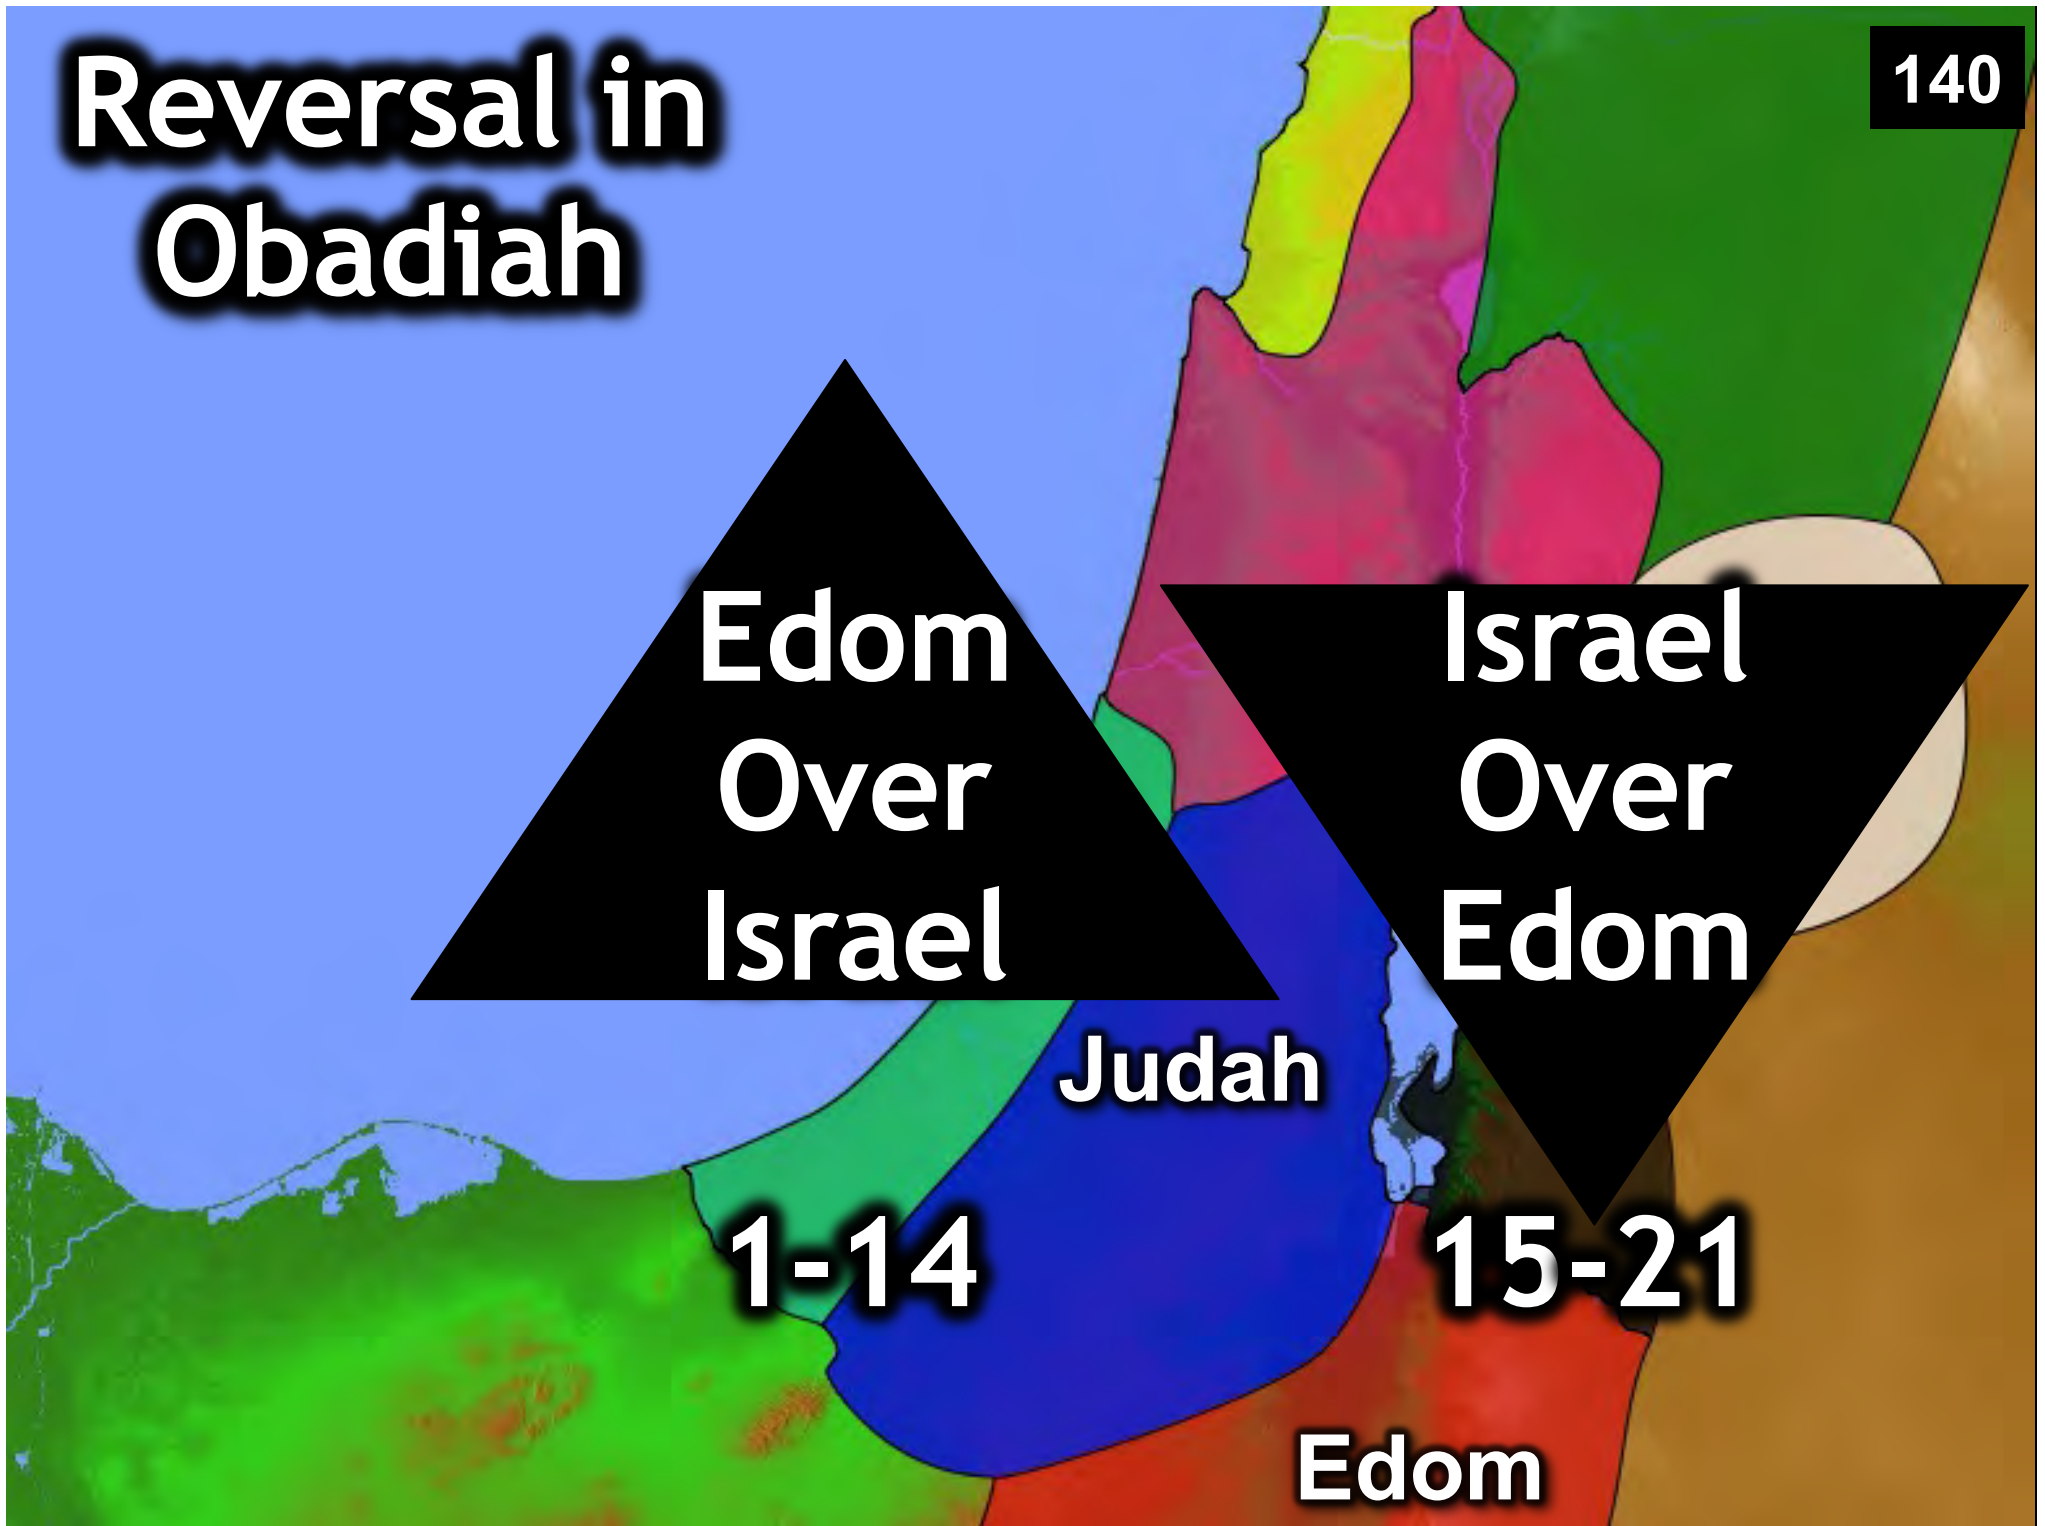 Reversal in
Obadiah
140
Edom
Over
Israel
Israel
Over
Edom
Judah
1-14
15-21
Edom